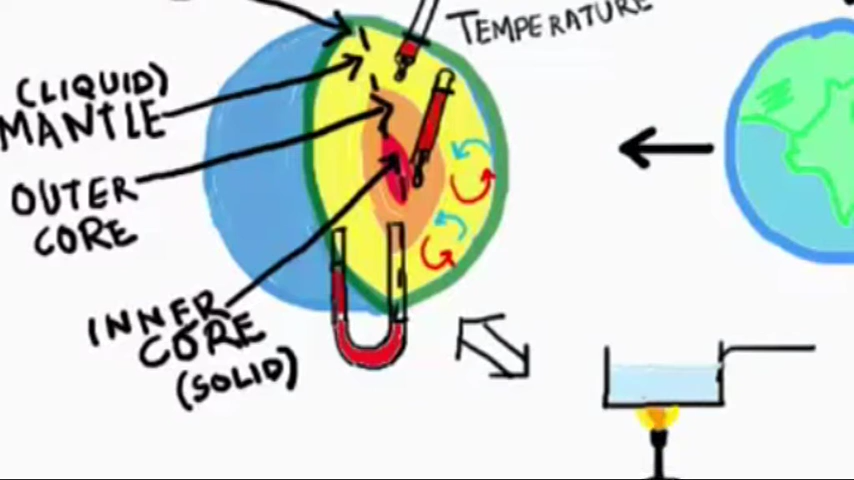 TEMPERATURE
(LIQUID)
MANTLE
OUTER
CORE
INNER
CORE
(SOLID)